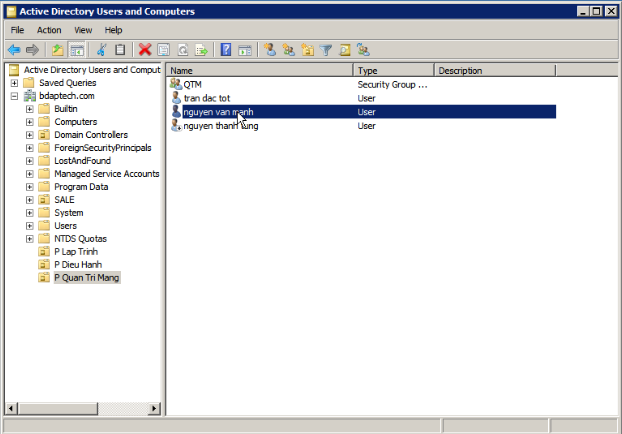 Active Directory Users and Computers
File Action View Help
Active Directory Users and Comput
Saved Queries
bdaptech.com
Builtin
Computers
Domain Controllers
ForeignSecurityPrincipals
LostAndFound
Managed Service Accounts
Program Data
SALE
System
Users
NTDS Quotas
P Lap Trinh
P Dieu Hanh
P Quan Tri Mang
Name Type Description
QTM Security Group ...
tran dac tot User
nguyen van manh User
nguyen thanh User